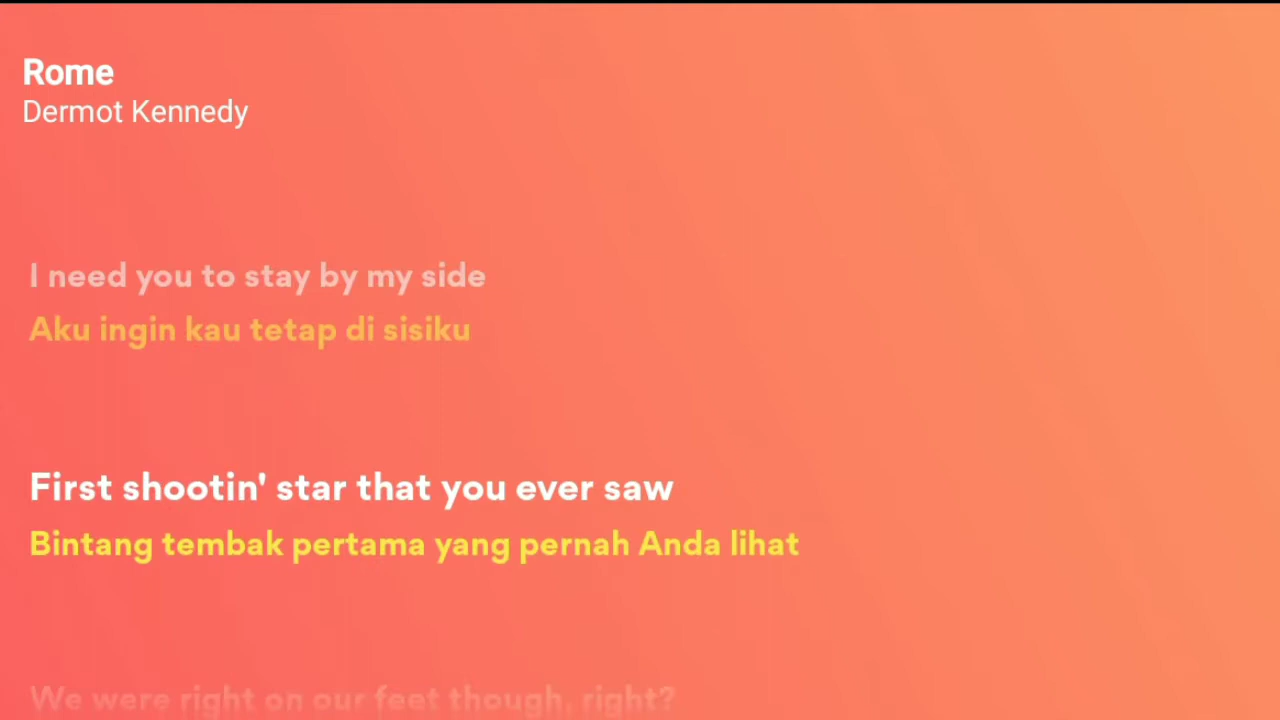 Rome
Dermot Kennedy
I need you to stay by my side
Aku ingin kau tetap di sisiku
First shootin' star that you ever saw
Bintang tembak pertama yang pernah Anda lihat
We were right on our feet though, right?